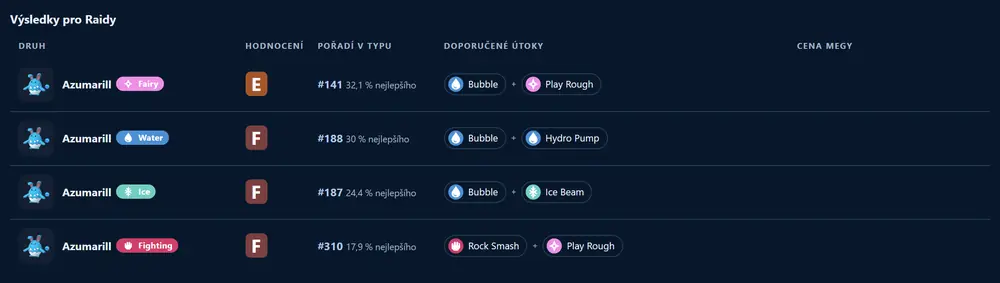 Výsledky pro Raidy
DRUH HODNOCENÍ POŘADÍ V TYPU DOPORUČENÉ ÚTOKY CENA MEGY
Azumarill Fairy E #141 32,1 % nejlepšího Bubble + Play Rough
Azumarill Water F #188 30 % nejlepšího Bubble + Hydro Pump
Azumarill Ice F #187 24,4 % nejlepšího Bubble + Ice Beam
Azumarill Fighting F #310 17,9 % nejlepšího Rock Smash + Play Rough